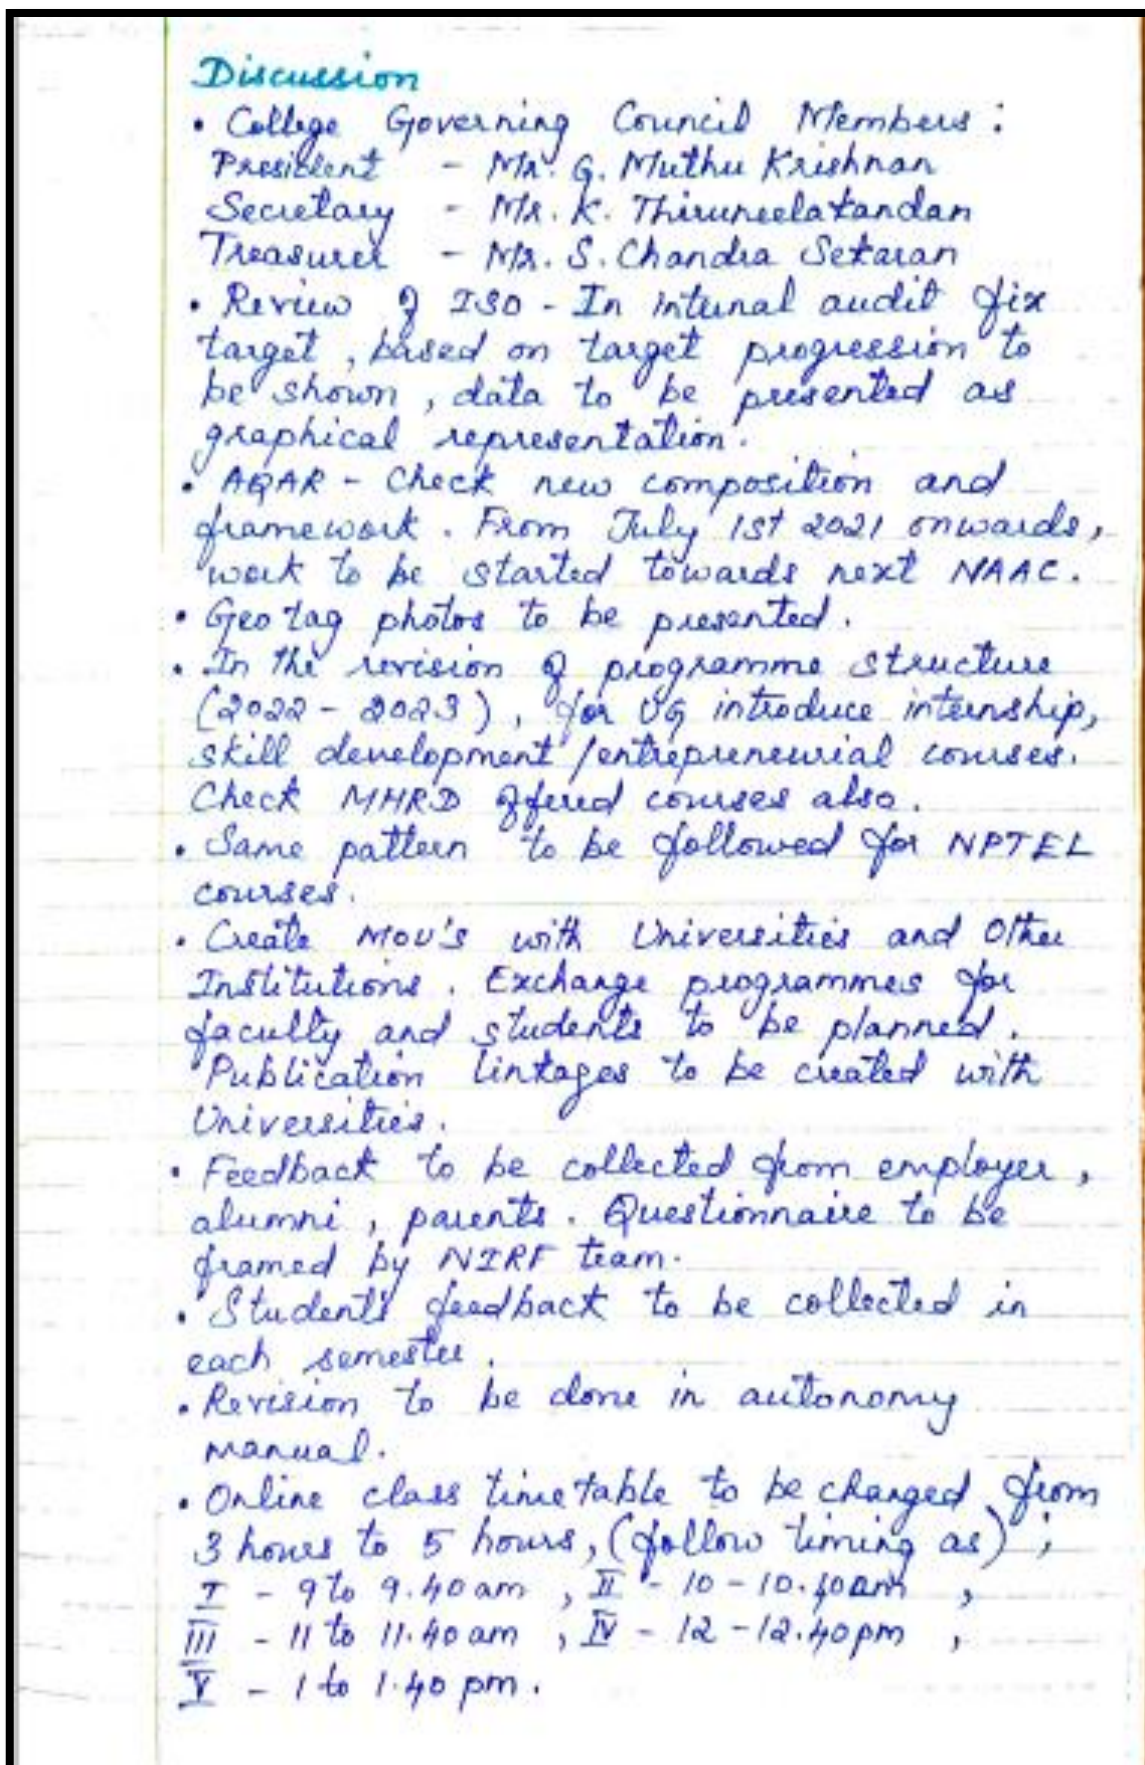 Discussion
• College Governing Council Members :
President - Mr. G. Muthu Krishnan
Secretary - Mr. K. Thiruneelakandan
Treasurer - Mr. S. Chandra Sekaran
• Review of ISO - In internal audit fix
target, based on target progression to
be shown, data to be presented as
graphical representation.
• AQAR - Check new composition and
framework. From July 1st 2021 onwards,
work to be started towards next NAAC.
• Geo tag photos to be presented.
• In the revision of programme structure
(2022 - 2023), for UG introduce internship,
skill development /entrepreneurial courses.
Check MHRD offered courses also.
• Same pattern to be followed for NPTEL
courses.
• Create MOU's with Universities and Other
Institutions. Exchange programmes for
faculty and students to be planned.
Publication linkages to be created with
Universities.
• Feedback to be collected from employer,
alumni, parents. Questionnaire to be
framed by NIRF team.
• Students feedback to be collected in
each semester.
• Revision to be done in autonomy
manual.
• Online class timetable to be changed from
3 hours to 5 hours, (follow timing as) ;
I - 9 to 9.40 am , II - 10 - 10.40am ,
III - 11 to 11.40 am , IV - 12 - 12.40pm ,
V - 1 to 1.40 pm.